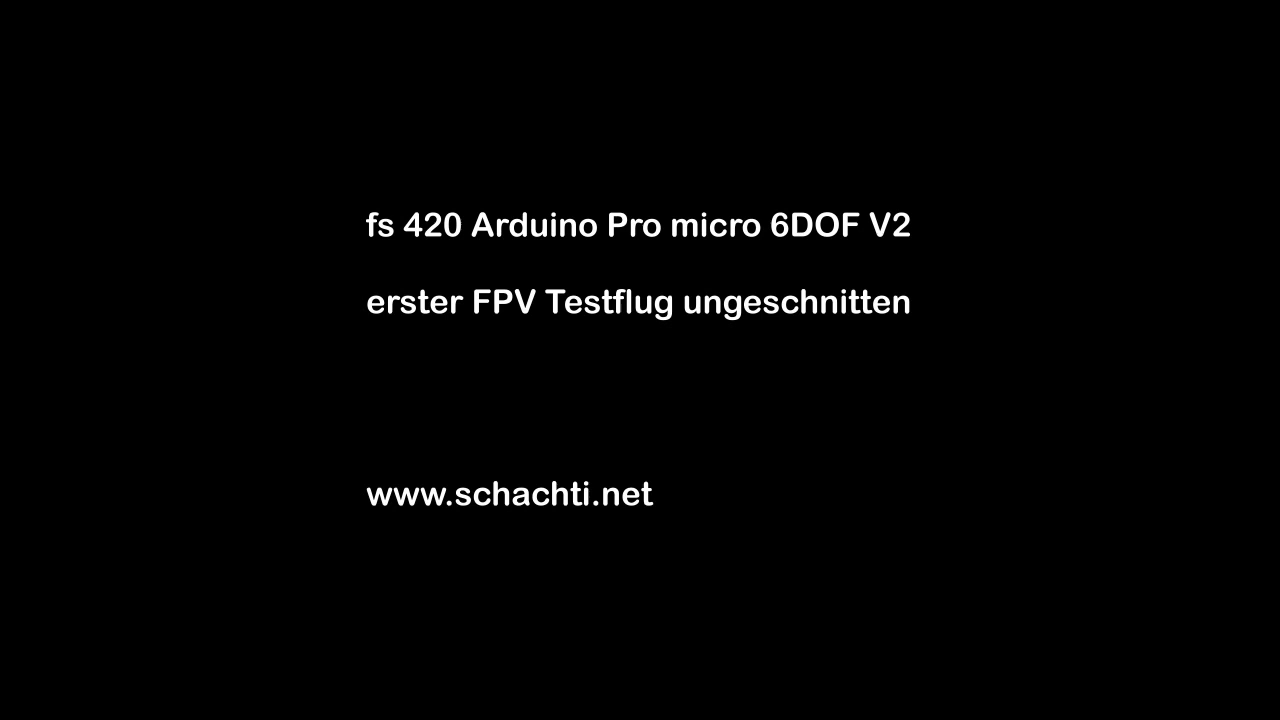 fs 420 Arduino Pro micro 6DOF V2
erster FPV Testflug ungeschnitten
www.schachti.net